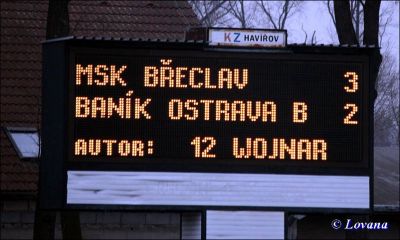 KZ HAVÍŘOV
MSK BŘECLAV 3
BANÍK OSTRAVA B 2
AUTOR: 12 WOJNAR
© Lovana